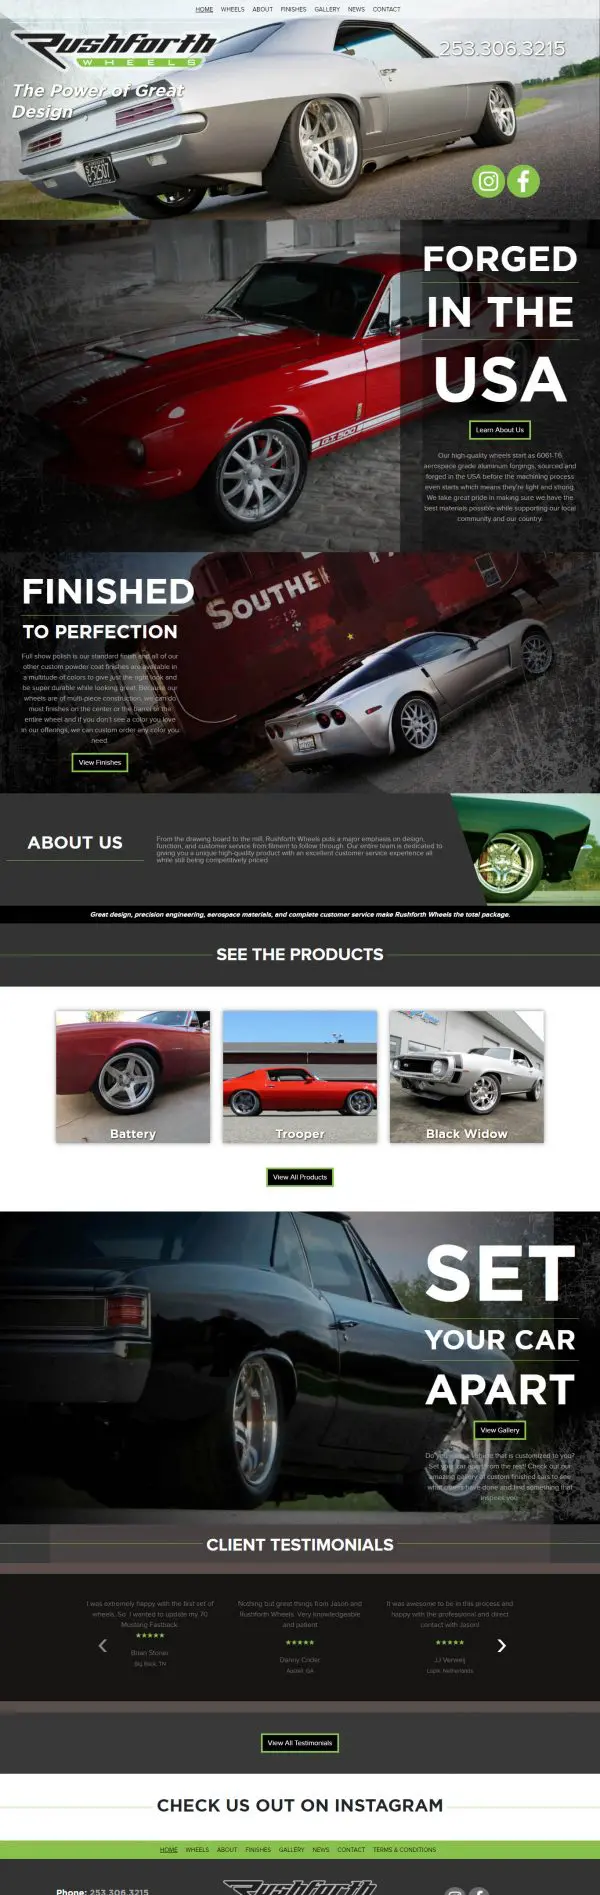 HOME WHEELS ABOUT FINISHES GALLERY NEWS CONTACT
Rushforth
WHEELS
253.306.3215
The Power of Great
Design
FORGED
IN THE
USA
Learn About Us
Our high-quality wheels start as 6061-T6
aerospace grade aluminum forgings, sourced and
forged in the USA before the machining process
even starts which means they're light and strong.
We take great pride in making sure we have the
best materials possible while supporting our local
community and our country.
GT 500
SOUTHE
FINISHED
TO PERFECTION
Full show polish is our standard finish and all of our
other custom powder coat finishes are available in
a multitude of colors to give just the right look and
be super durable while looking great. Because our
wheels are of multi-piece construction, we can do
most finishes on the center or the barrel or the
entire wheel and if you don't see a color you love
in our offerings, we can custom order any color you
need.
View Finishes
ABOUT US
From the drawing board to the mill, Rushforth Wheels puts a major emphasis on design,
function, and customer service from fitment to follow through. Our entire team is dedicated to
giving you a unique high-quality product with an excellent customer service experience all
while still being competitively priced.
Great design, precision engineering, aerospace materials, and complete customer service make Rushforth Wheels the total package.
SEE THE PRODUCTS
Battery
Trooper
Black Widow
View All Products
SET
YOUR CAR
APART
View Gallery
Do you want a vehicle that is customized to you?
Set your car apart from the rest! Check out our
amazing gallery of custom finished cars to see
what others have done and find something that
inspires you.
CLIENT TESTIMONIALS
I was extremely happy with the first set of
wheels, So I wanted to update my 70
Mustang Fastback
★★★★★
Brian Stonas
Big Rock, TN
Nothing but great things from Jason and
Rushforth Wheels. Very knowledgeable
and patient
★★★★★
Danny Crider
GA
It was awesome to be in this process and
happy with the professional and direct
contact with Jason!
★★★★★
JJ Verweij
Netherlands
View All Testimonials
CHECK US OUT ON INSTAGRAM
HOME WHEELS ABOUT FINISHES GALLERY NEWS CONTACT TERMS & CONDITIONS
Phone: 253.306.3215
Rushforth